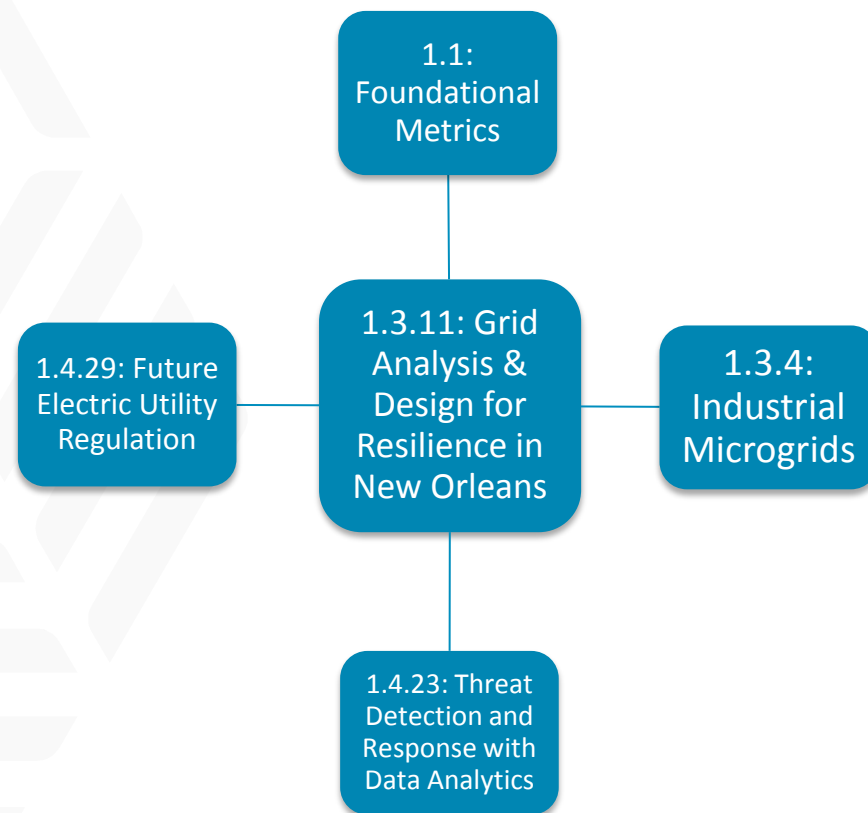 1.1:
Foundational
Metrics
1.4.29: Future
Electric Utility
Regulation
1.3.11: Grid
Analysis &
Design for
Resilience in
New Orleans
1.3.4:
Industrial
Microgrids
1.4.23: Threat
Detection and
Response with
Data Analytics